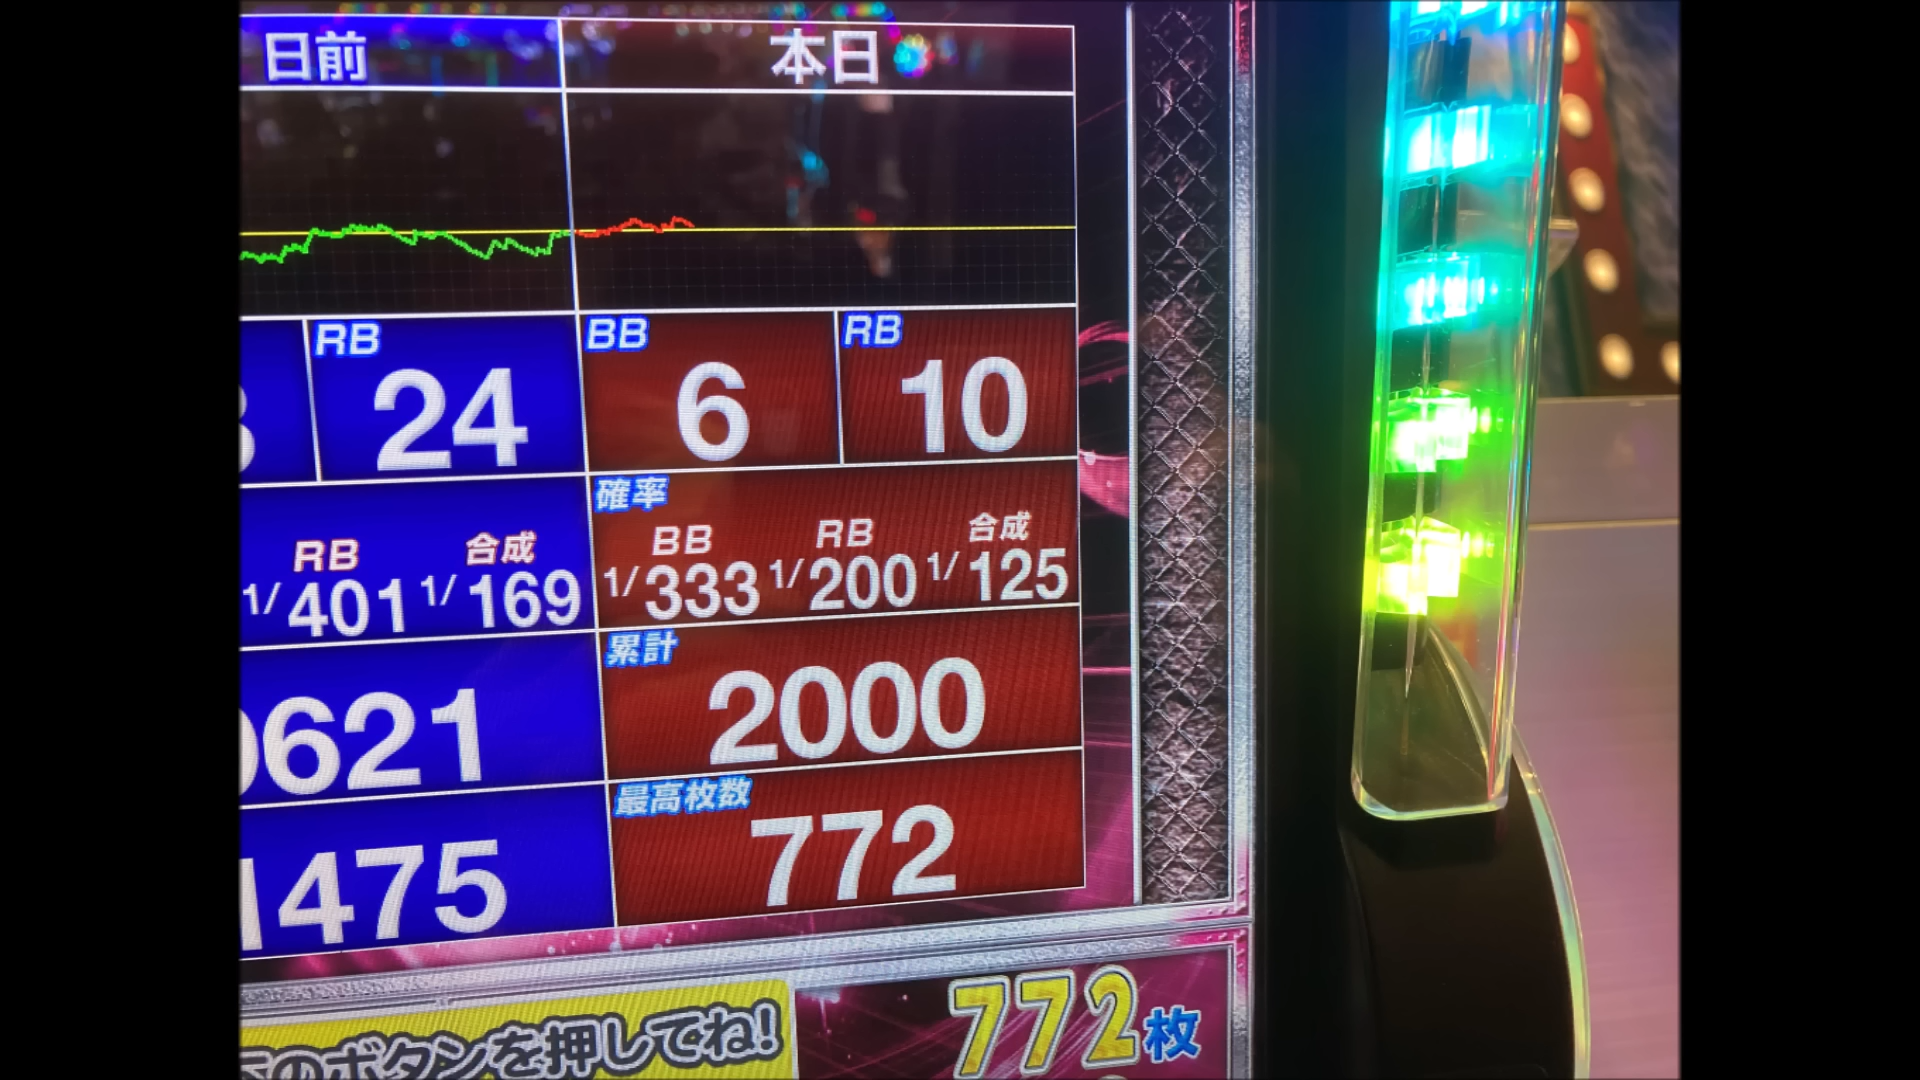 日前 本日
RB 24 BB 6 RB 10
確率
RB 合成 BB RB 合成
1/401 1/169 1/333 1/200 1/125
累計
621 2000
最高枚数
1475 772
のボタンを押してね!
772枚